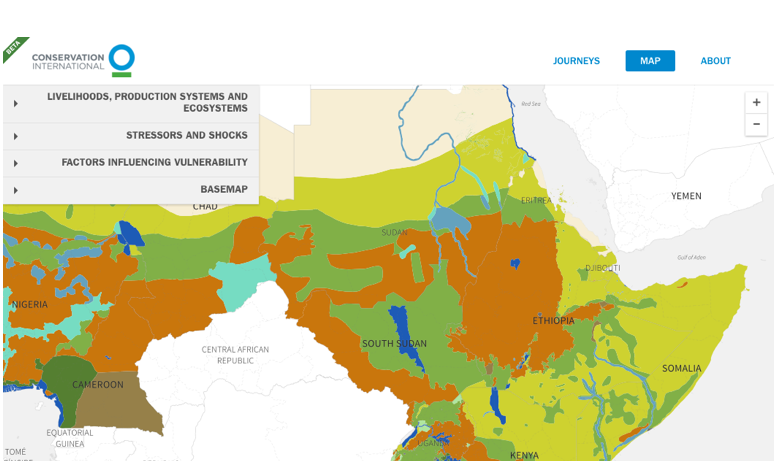 BETA
CONSERVATION
INTERNATIONAL
JOURNEYS
MAP
ABOUT
LIVELIHOODS, PRODUCTION SYSTEMS AND
ECOSYSTEMS
STRESSORS AND SHOCKS
FACTORS INFLUENCING VULNERABILITY
BASEMAP
+
−
Red Sea
YEMEN
CHAD
ERITREA
SUDAN
Gulf of Aden
DJIBOUTI
NIGERIA
ETHIOPIA
CENTRAL AFRICAN
REPUBLIC
SOUTH SUDAN
SOMALIA
CAMEROON
EQUATORIAL
GUINEA
UGANDA
TOMÉ
KENYA